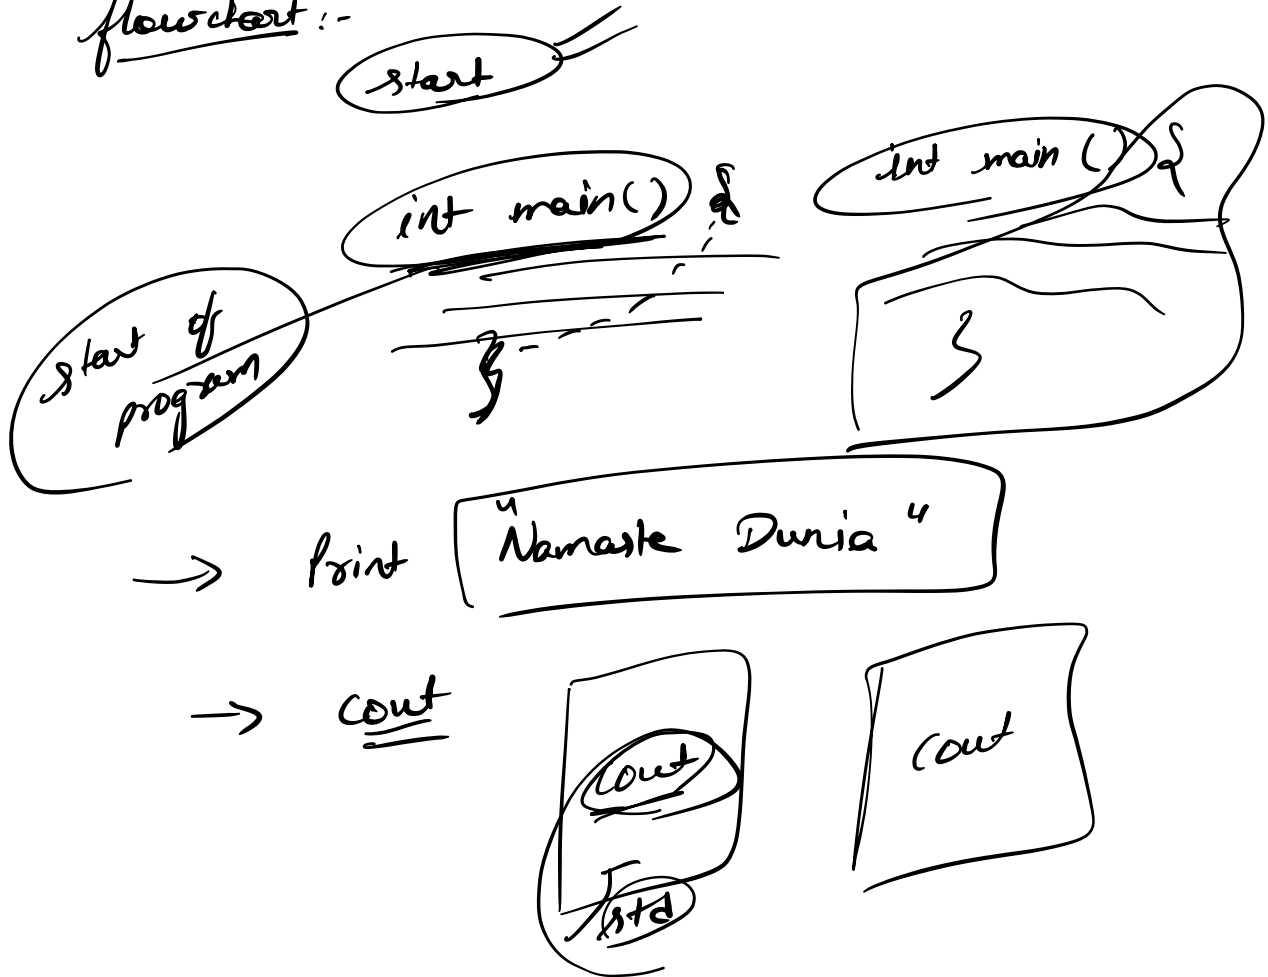 flowchart :-
start
int main() {
int main () {
start of
program
}
}
→ Print "Namaste Dunia"
→ cout
cout
cout
std